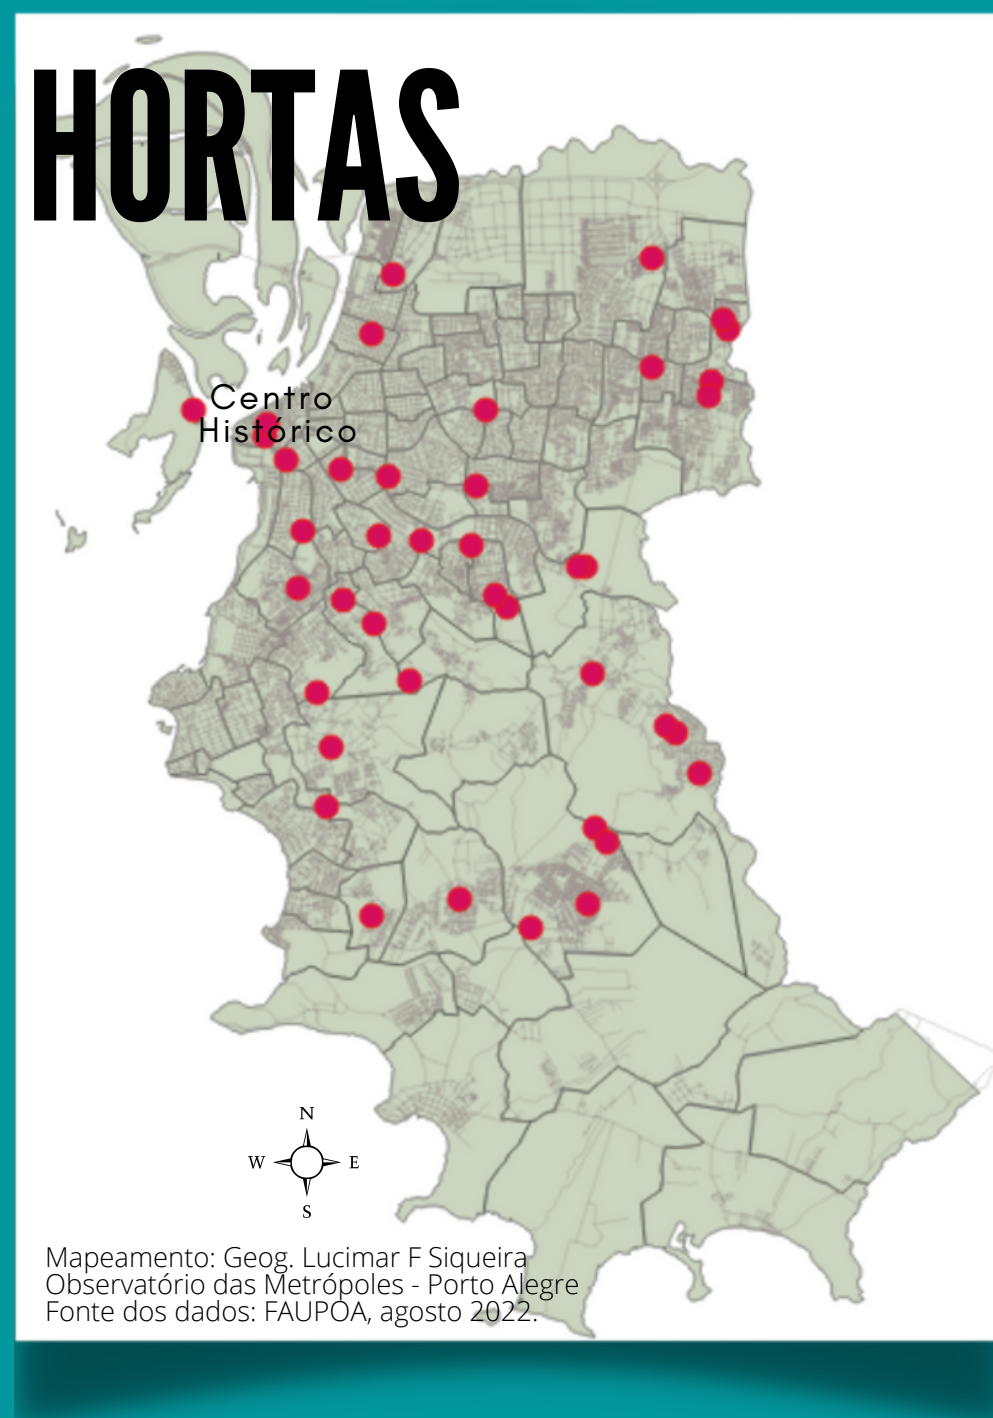 HORTAS
Centro
Histórico
N
W E
S
Mapeamento: Geog. Lucimar F Siqueira
Observatório das Metrópoles - Porto Alegre
Fonte dos dados: FAUPOA, agosto 2022.